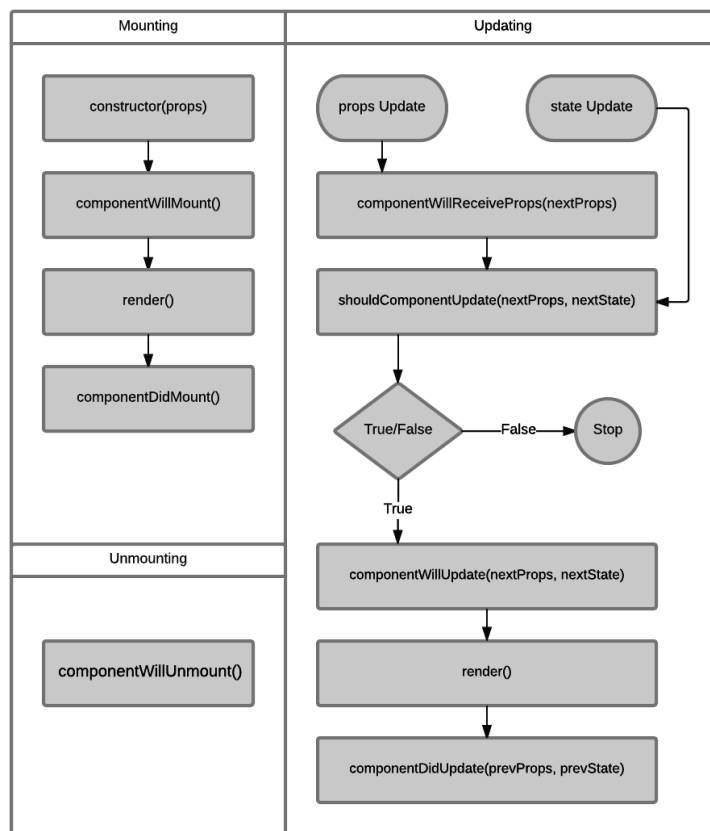 Mounting
constructor(props)
componentWillMount()
render()
componentDidMount()
Unmounting
componentWillUnmount()
Updating
props Update
state Update
componentWillReceiveProps(nextProps)
shouldComponentUpdate(nextProps, nextState)
True/False
False
Stop
True
componentWillUpdate(nextProps, nextState)
render()
componentDidUpdate(prevProps, prevState)